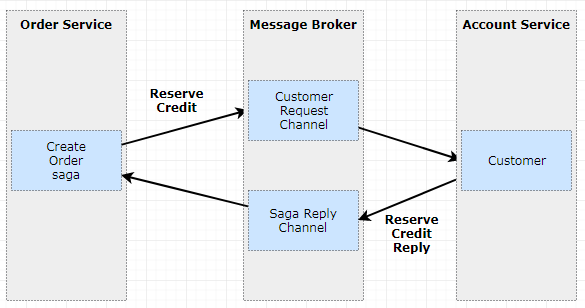 Order Service
Message Broker
Account Service
Reserve
Credit
Customer
Request
Channel
Create
Order
saga
Customer
Saga Reply
Channel
Reserve
Credit
Reply